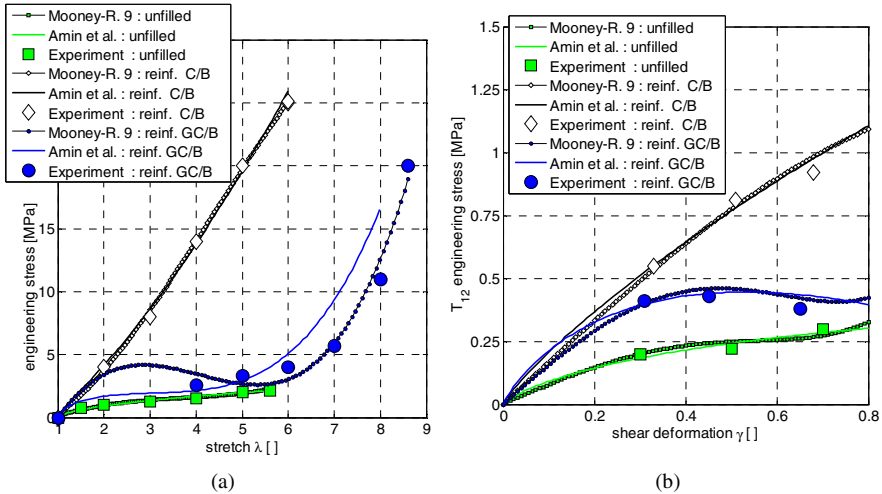 Mooney-R. 9 : unfilled
Amin et al. : unfilled
Experiment : unfilled
Mooney-R. 9 : reinf. C/B
Amin et al. : reinf. C/B
Experiment : reinf. C/B
Mooney-R. 9 : reinf. GC/B
Amin et al. : reinf. GC/B
Experiment : reinf. GC/B
engineering stress [MPa]
15
10
5
1 2 3 4 5 6 7 8 9
stretch λ [ ]
(a)
Mooney-R. 9 : unfilled
Amin et al. : unfilled
Experiment : unfilled
Mooney-R. 9 : reinf. C/B
Amin et al. : reinf. C/B
Experiment : reinf. C/B
Mooney-R. 9 : reinf. GC/B
Amin et al. : reinf. GC/B
Experiment : reinf. GC/B
T12 engineering stress [MPa]
1.5
1.25
1
0.75
0.5
0.25
0
0 0.2 0.4 0.6 0.8
shear deformation γ [ ]
(b)